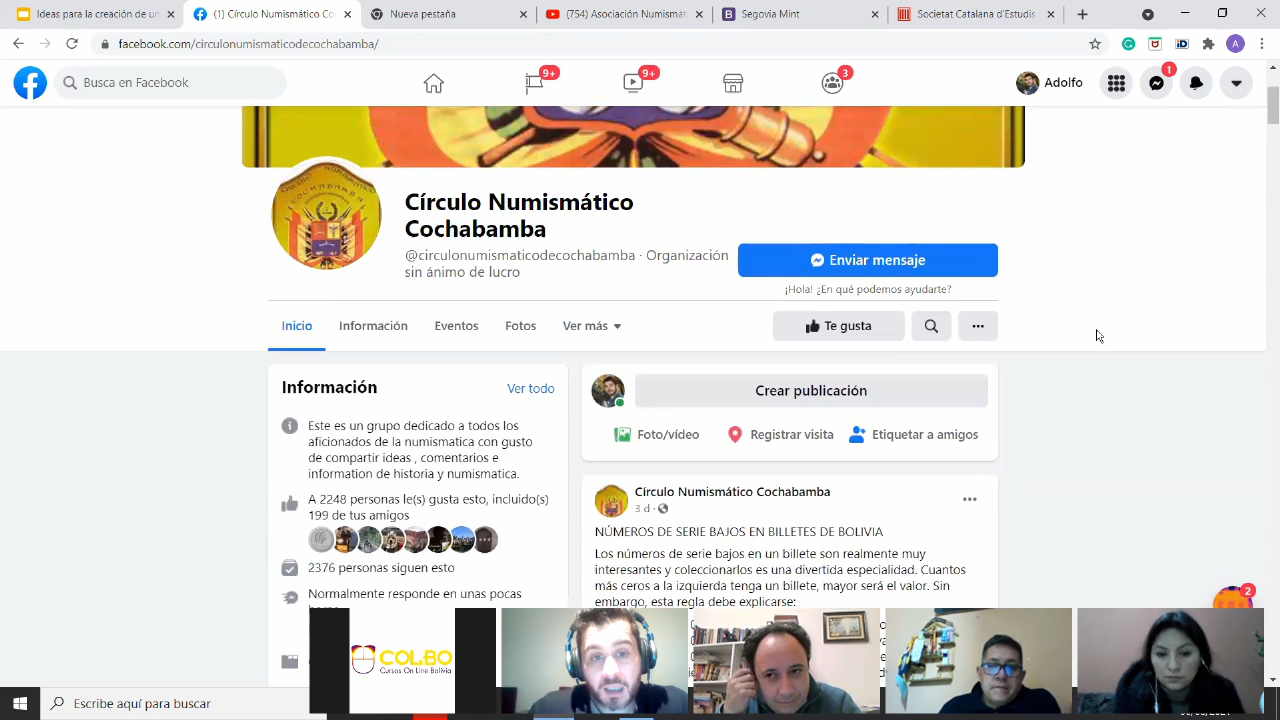 Ideas para la creación de un
(1) Círculo Numismático Co
Nueva pestaña
(754) Asociación Numismát
Segovia Mint
Societat Catalana d'Estudis
facebook.com/circulonumismaticodecochabamba/
A
Busca en Facebook
9+
9+
3
Adolfo
1
Círculo Numismático
Cochabamba
@circulonumismaticodecochabamba · Organización
sin ánimo de lucro
Enviar mensaje
¡Hola! ¿En qué podemos ayudarte?
Inicio
Información
Eventos
Fotos
Ver más
Te gusta
Información
Ver todo
Este es un grupo dedicado a todos los
aficionados de la numismatica con gusto
de compartir ideas , comentarios e
information de historia y numismatica.
A 2248 personas le(s) gusta esto, incluido(s)
199 de tus amigos
2376 personas siguen esto
Normalmente responde en unas pocas
Crear publicación
Foto/vídeo
Registrar visita
Etiquetar a amigos
Círculo Numismático Cochabamba
3 d ·
NÚMEROS DE SERIE BAJOS EN BILLETES DE BOLIVIA
Los números de serie bajos en un billete son realmente muy
interesantes y coleccionarlos es una divertida especialidad. Cuantos
más ceros a la izquierda tenga un billete, mayor será el valor. Sin
embargo, esta regla debe explicarse:
2
COLBO
Cursos On Line Bolivia
Escribe aquí para buscar